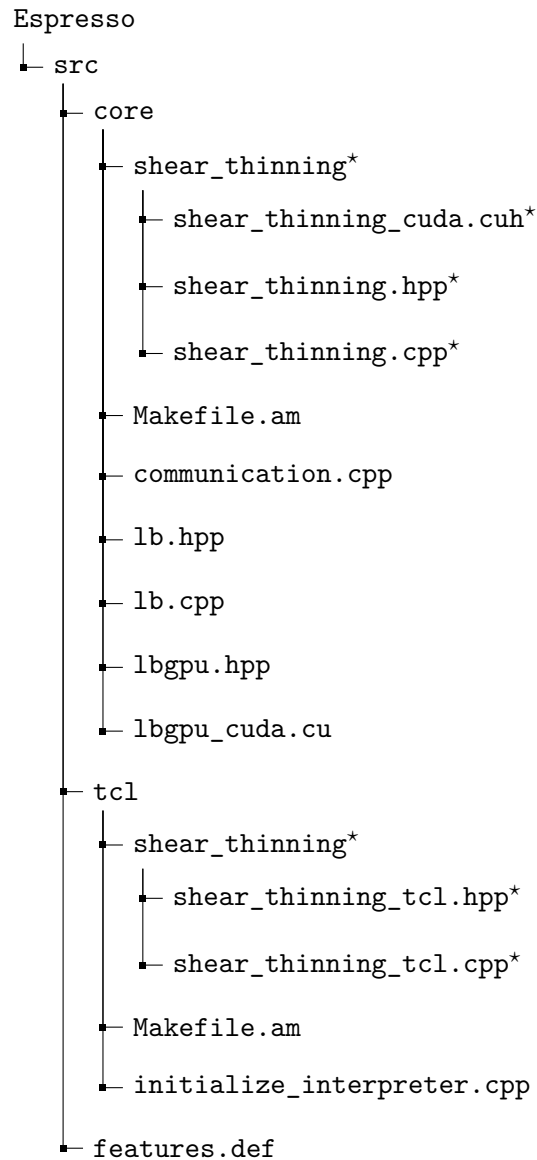 Espresso
src
core
shear_thinning*
shear_thinning_cuda.cuh*
shear_thinning.hpp*
shear_thinning.cpp*
Makefile.am
communication.cpp
lb.hpp
lb.cpp
lbgpu.hpp
lbgpu_cuda.cu
tcl
shear_thinning*
shear_thinning_tcl.hpp*
shear_thinning_tcl.cpp*
Makefile.am
initialize_interpreter.cpp
features.def